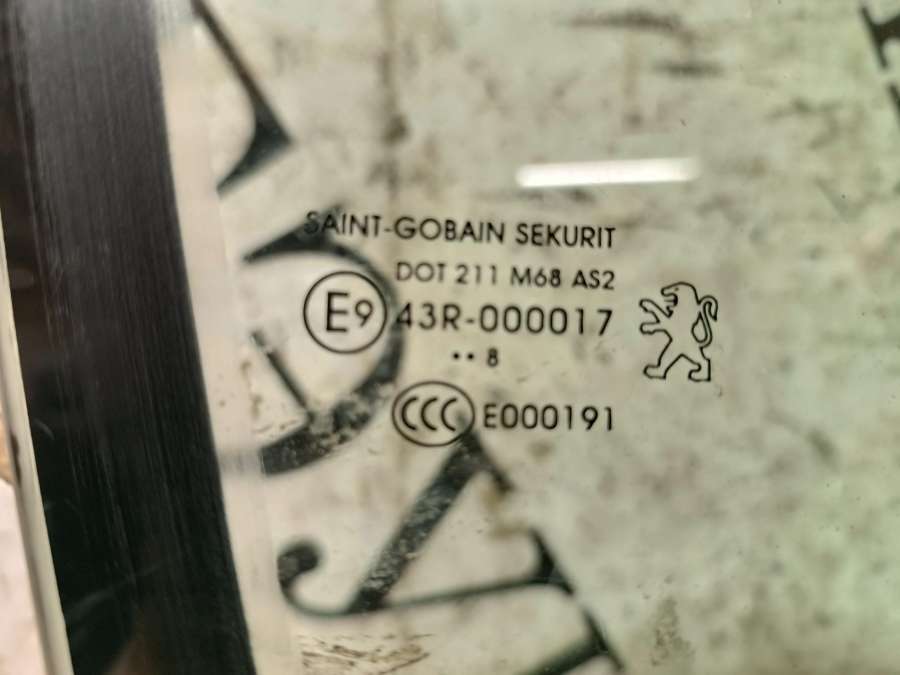 SAINT-GOBAIN SEKURIT
DOT 211 M68 AS2
E9 43R-000017
•• 8
CCC E000191